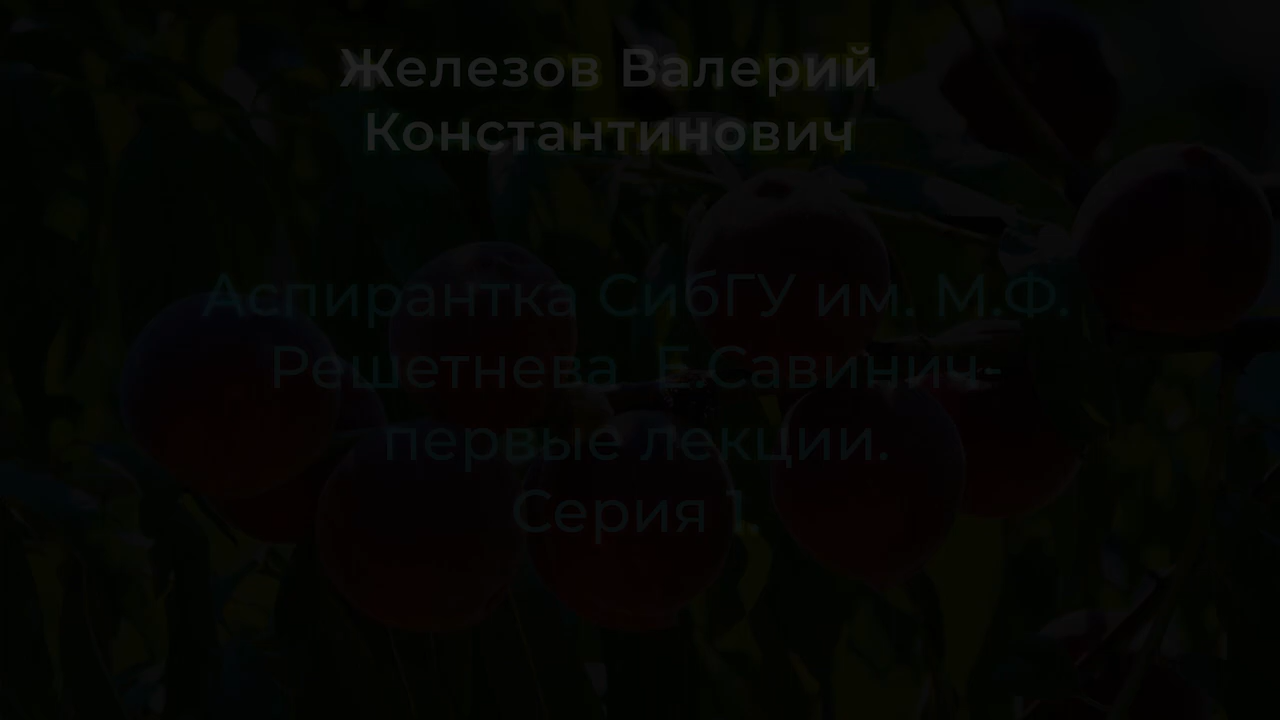 Железов Валерий
Константинович
Аспирантка СибГУ им. М.Ф.
Решетнева Е.Савинич-
первые лекции.
Серия 1